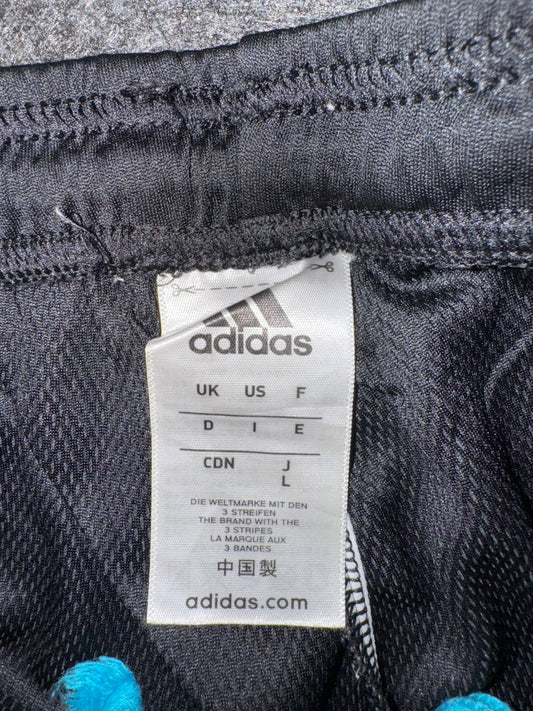 adidas
UK US F
D I E
CDN J
L
DIE WELTMARKE MIT DEN
3 STREIFEN
THE BRAND WITH THE
3 STRIPES
LA MARQUE AUX
3 BANDES
中国製
adidas.com